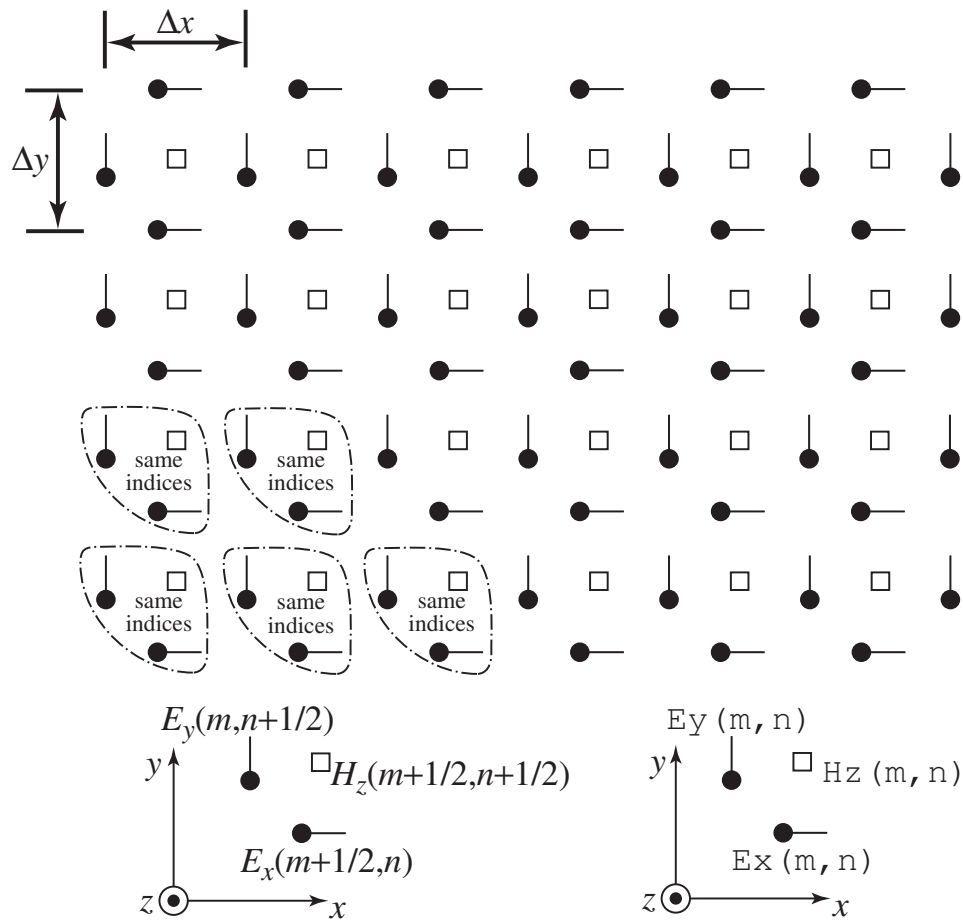 Δx
Δy
same
indices
same
indices
same
indices
same
indices
same
indices
E_y(m,n+1/2)
y
H_z(m+1/2,n+1/2)
E_x(m+1/2,n)
z
x
Ey(m,n)
y
Hz(m,n)
Ex(m,n)
z
x